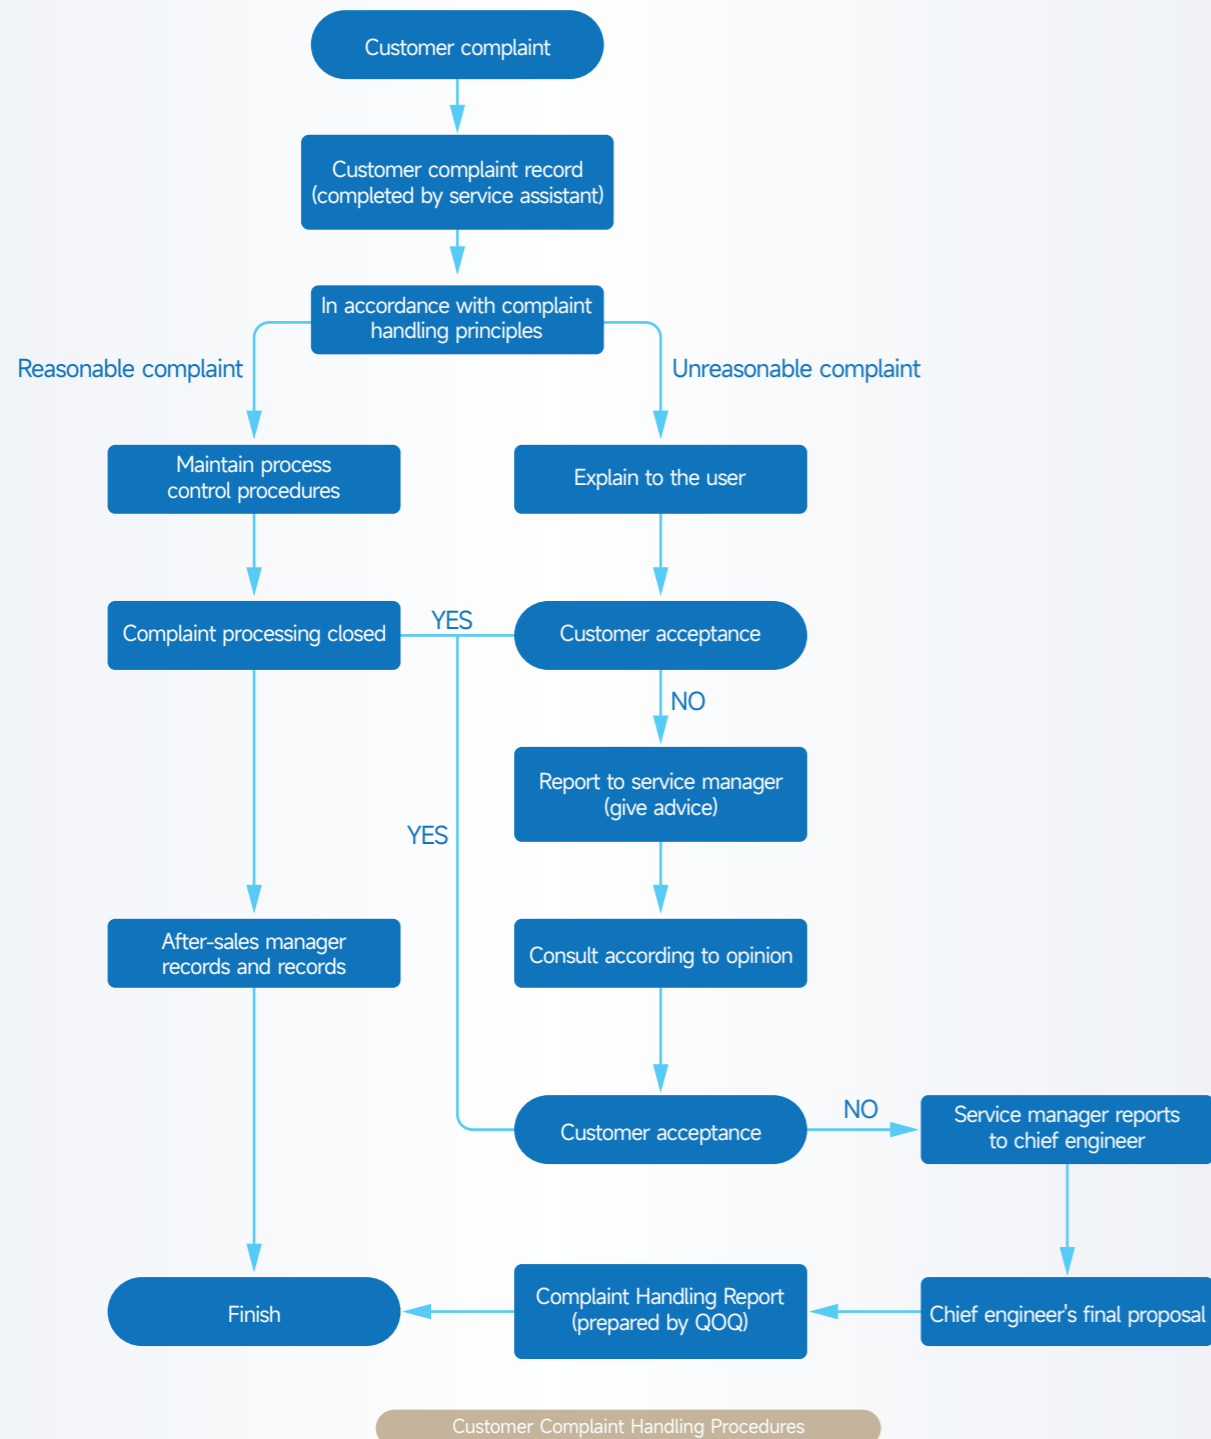 Customer complaint
Customer complaint record
(completed by service assistant)
In accordance with complaint
handling principles
Reasonable complaint
Unreasonable complaint
Maintain process
control procedures
Explain to the user
Complaint processing closed
YES
Customer acceptance
NO
Report to service manager
(give advice)
YES
After-sales manager
records and records
Consult according to opinion
Customer acceptance
NO
Service manager reports
to chief engineer
Finish
Complaint Handling Report
(prepared by QOQ)
Chief engineer's final proposal
Customer Complaint Handling Procedures